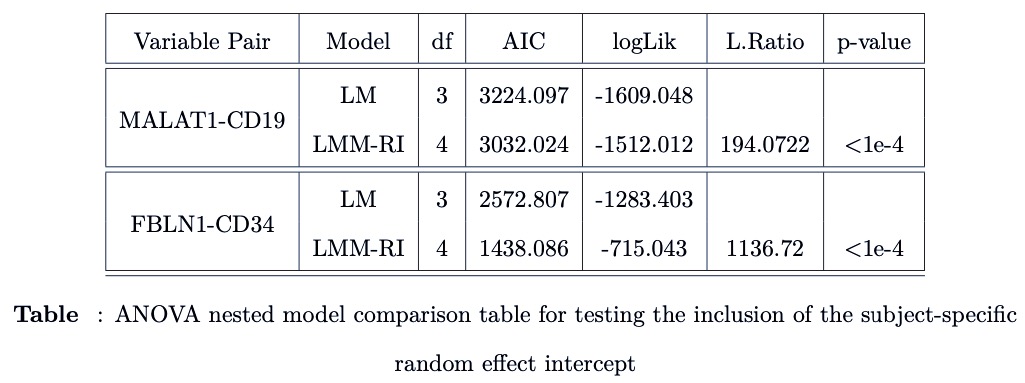 Variable Pair Model df AIC logLik L.Ratio p-value
MALAT1-CD19
LM 3 3224.097 -1609.048
LMM-RI 4 3032.024 -1512.012 194.0722 <1e-4
FBLN1-CD34
LM 3 2572.807 -1283.403
LMM-RI 4 1438.086 -715.043 1136.72 <1e-4
Table : ANOVA nested model comparison table for testing the inclusion of the subject-specific
random effect intercept